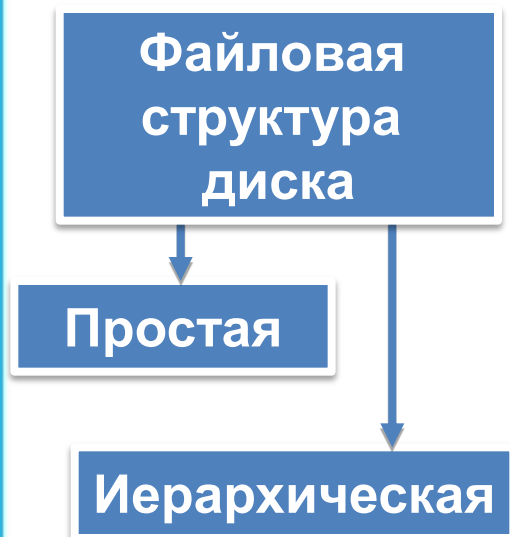 Файловая
структура
диска
Простая
Иерархическая